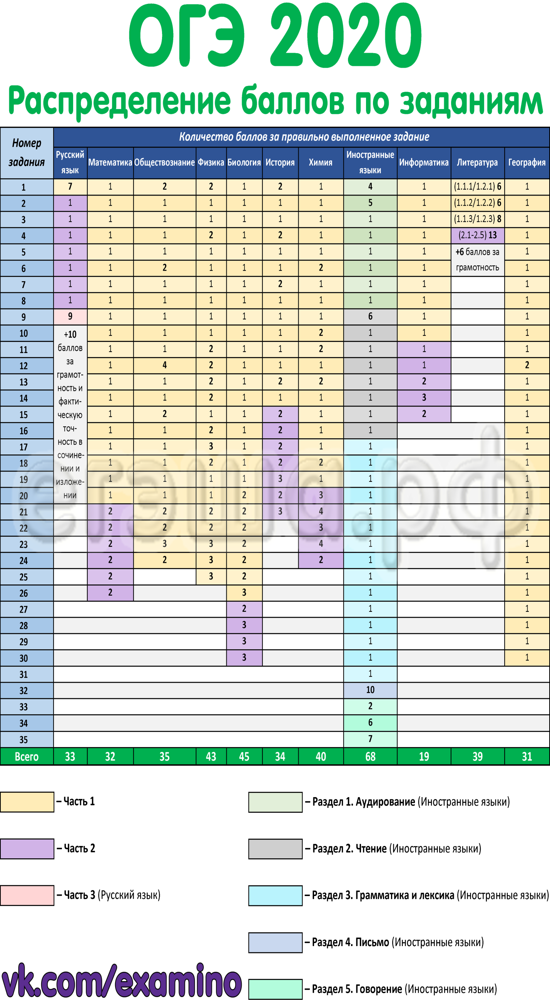 ОГЭ 2020
Распределение баллов по заданиям
Номер задания Количество баллов за правильно выполненное задание
Русский язык Математика Обществознание Физика Биология История Химия Иностранные языки Информатика Литература География
1 7 1 2 2 1 2 1 4 1 (1.1.1/1.2.1) 6 1
2 1 1 1 1 1 1 1 5 1 (1.1.2/1.2.2) 6 1
3 1 1 1 1 1 1 1 1 1 (1.1.3/1.2.3) 8 1
4 1 1 1 2 1 2 1 1 1 (2.1-2.5) 13 1
5 1 1 1 1 1 1 1 1 1 +6 баллов за 1
6 1 1 2 1 1 1 2 1 1 грамотность 1
7 1 1 1 1 1 2 1 1 1 1
8 1 1 1 1 1 1 1 1 1 1
9 9 1 1 1 1 1 1 6 1 1
10 +10 1 1 1 1 1 2 1 1 1
11 баллов 1 1 2 1 1 2 1 1 1
12 за 1 4 2 1 1 1 1 1 2
13 грамот- 1 1 2 1 2 2 1 2 1
ность и
14 факти- 1 1 2 1 1 1 1 3 1
15 ческую 1 2 1 1 2 1 1 2 1
16 точ- 1 1 2 1 2 1 1 1
17 ность в 1 1 3 1 2 1 1 1
18 сочине- 1 1 2 1 2 2 1 1
нии и
19 изложе- 1 1 1 1 3 1 1 1
20 нии 1 1 1 2 2 3 1 1
21 2 2 2 2 3 4 1 1
22 2 2 2 2 3 1 1
23 2 3 3 2 4 1 1
24 2 2 3 2 2 1 1
25 2 3 2 1 1
26 2 3 1 1
27 2 1 1
28 3 1 1
29 3 1 1
30 3 1 1
31 1
32 10
33 2
34 6
35 7
Всего 33 32 35 43 45 34 40 68 19 39 31
егэша.рф
– Часть 1
– Часть 2
– Часть 3 (Русский язык)
– Раздел 1. Аудирование (Иностранные языки)
– Раздел 2. Чтение (Иностранные языки)
– Раздел 3. Грамматика и лексика (Иностранные языки)
– Раздел 4. Письмо (Иностранные языки)
– Раздел 5. Говорение (Иностранные языки)
vk.com/examino